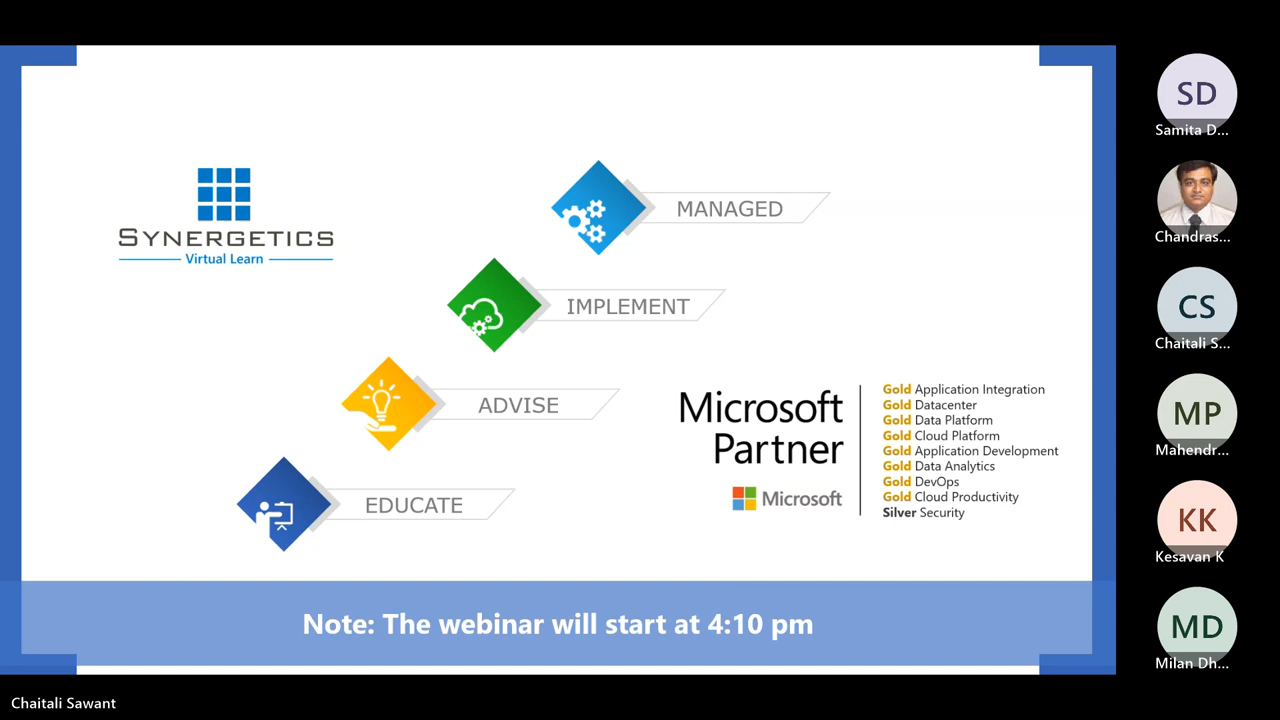 SYNERGETICS
Virtual Learn
MANAGED
IMPLEMENT
ADVISE
EDUCATE
Microsoft
Partner
Microsoft
Gold Application Integration
Gold Datacenter
Gold Data Platform
Gold Cloud Platform
Gold Application Development
Gold Data Analytics
Gold DevOps
Gold Cloud Productivity
Silver Security
Note: The webinar will start at 4:10 pm
SD
Samita D...
Chandras...
CS
Chaitali S...
MP
Mahendr...
KK
Kesavan K
MD
Milan Dh...
Chaitali Sawant